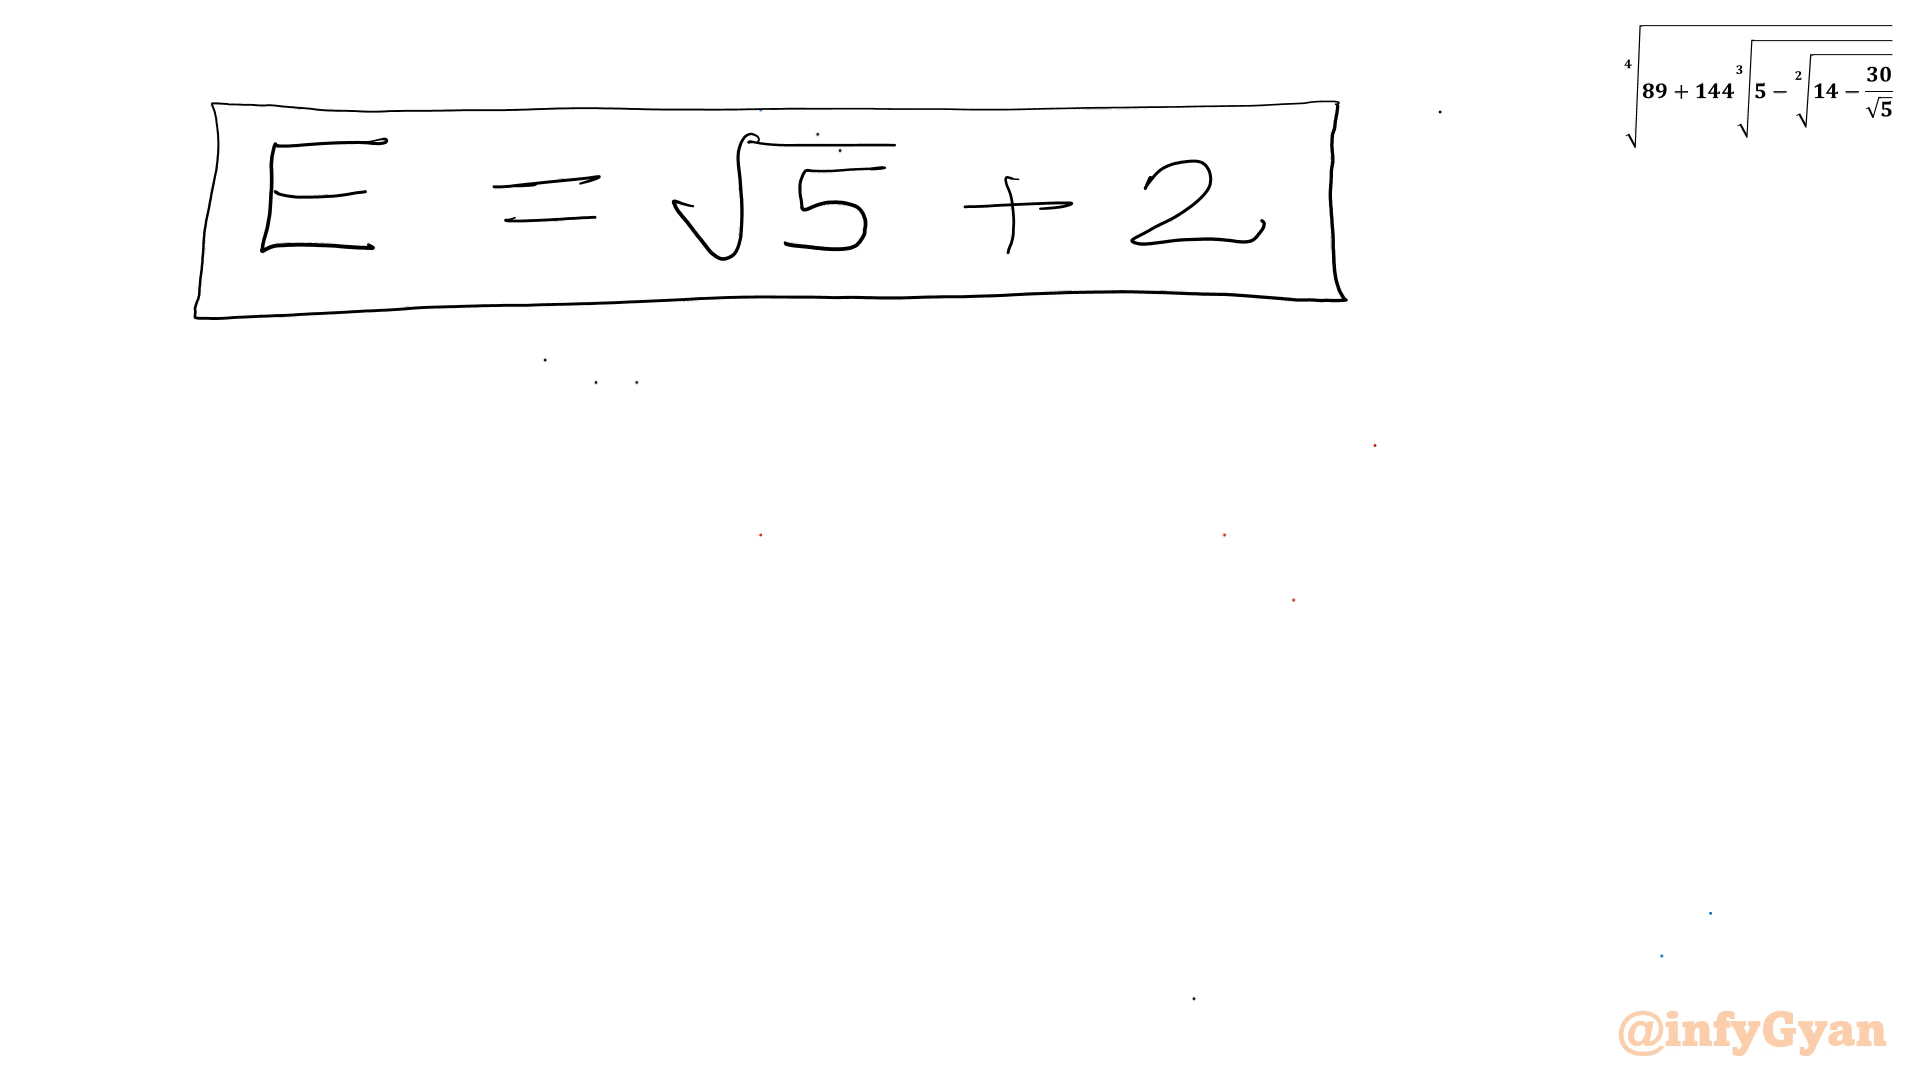 E = √5 + 2
⁴√(89 + 144 ³√(5 − ²√(14 − 30/√5)))
@infyGyan